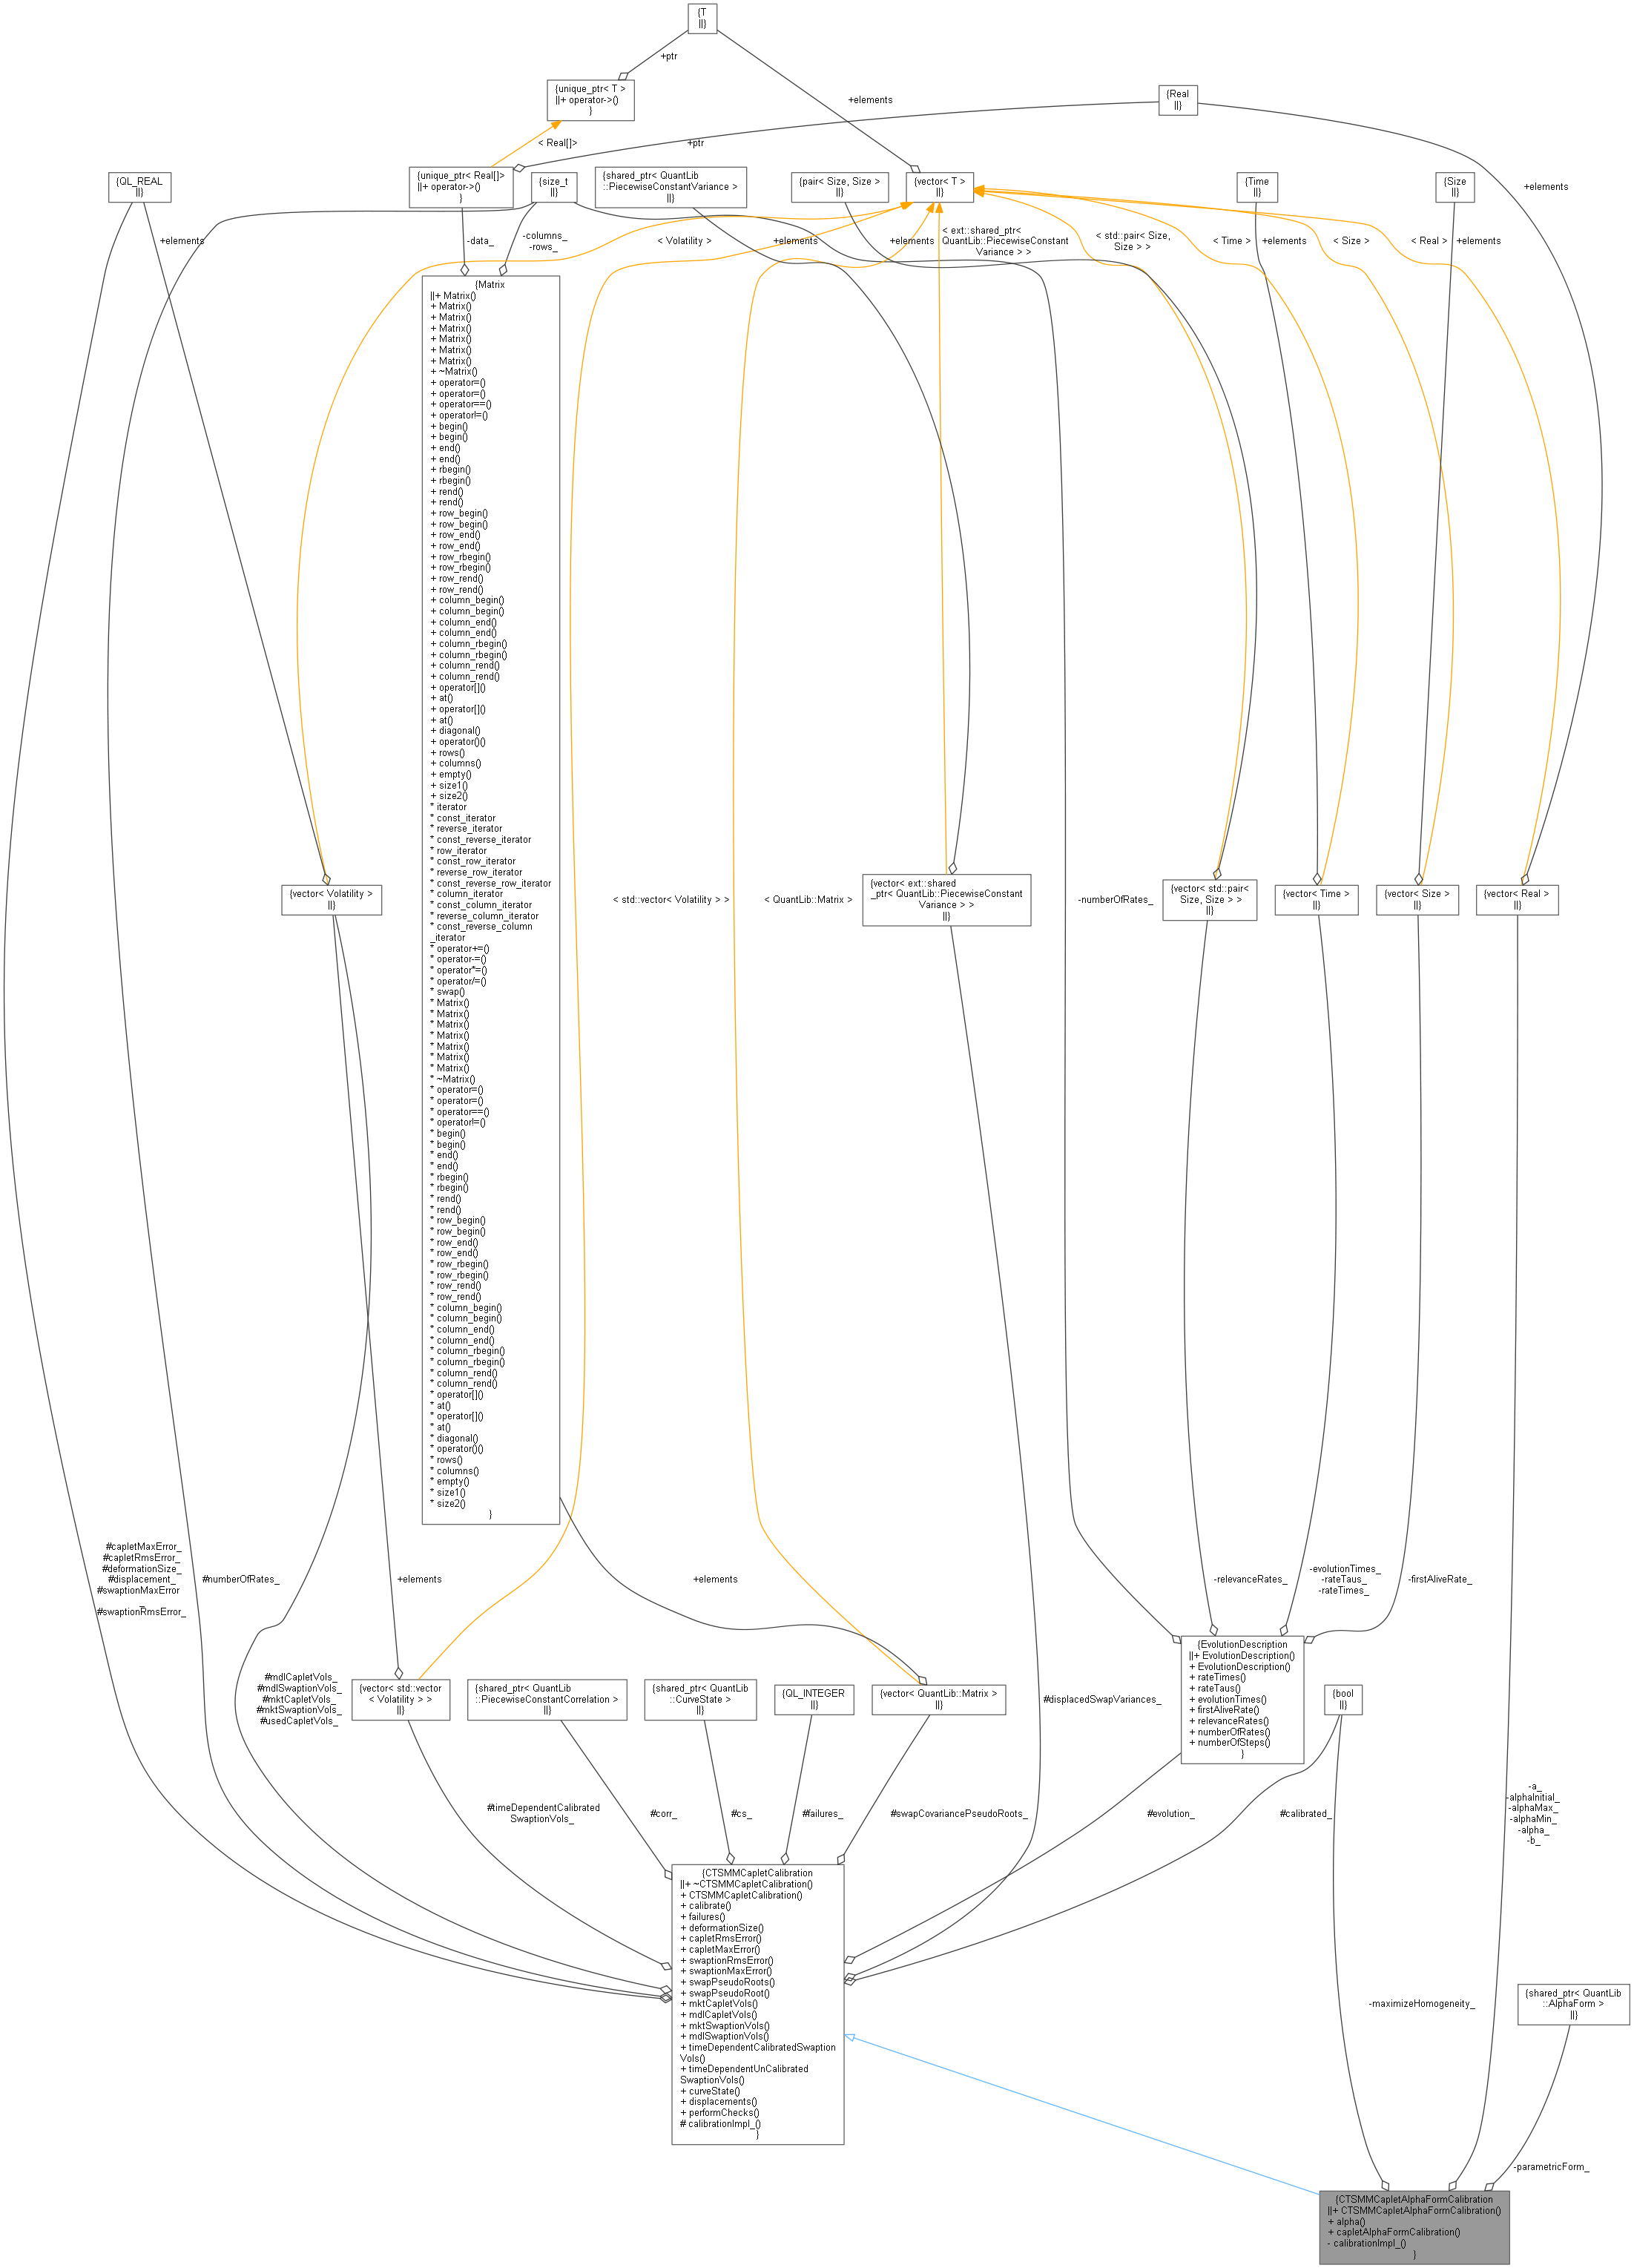 {T
||}
+ptr
{unique_ptr< T >
||+ operator->()
}
+elements
{Real
||}
< Real[]>
+ptr
{QL_REAL
||}
{unique_ptr< Real[]>
||+ operator->()
}
{size_t
||}
{shared_ptr< QuantLib
::PiecewiseConstantVariance >
||}
{pair< Size, Size >
||}
{vector< T >
||}
{Time
||}
{Size
||}
+elements
+elements
-data_
-columns_
-rows_
< Volatility >
+elements
+elements
< ext::shared_ptr<
QuantLib::PiecewiseConstant
Variance > >
< std::pair< Size,
Size > >
< Time >
+elements
< Size >
< Real >
+elements
{Matrix
||+ Matrix()
+ Matrix()
+ Matrix()
+ Matrix()
+ Matrix()
+ Matrix()
+ Matrix()
+ ~Matrix()
+ operator=()
+ operator=()
+ operator==()
+ operator!=()
+ begin()
+ begin()
+ end()
+ end()
+ rbegin()
+ rbegin()
+ rend()
+ rend()
+ row_begin()
+ row_begin()
+ row_end()
+ row_end()
+ row_rbegin()
+ row_rbegin()
+ row_rend()
+ row_rend()
+ column_begin()
+ column_begin()
+ column_end()
+ column_end()
+ column_rbegin()
+ column_rbegin()
+ column_rend()
+ column_rend()
+ operator[]()
+ at()
+ operator[]()
+ at()
+ diagonal()
+ operator()()
+ rows()
+ columns()
+ empty()
+ size1()
+ size2()
* iterator
* const_iterator
* reverse_iterator
* const_reverse_iterator
* row_iterator
* const_row_iterator
* reverse_row_iterator
* const_reverse_row_iterator
* column_iterator
* const_column_iterator
* reverse_column_iterator
* const_reverse_column
_iterator
* operator+=()
* operator-=()
* operator*=()
* operator/=()
* swap()
* Matrix()
* Matrix()
* Matrix()
* Matrix()
* Matrix()
* Matrix()
* Matrix()
* ~Matrix()
* operator=()
* operator=()
* operator==()
* operator!=()
* begin()
* begin()
* end()
* end()
* rbegin()
* rbegin()
* rend()
* rend()
* row_begin()
* row_begin()
* row_end()
* row_end()
* row_rbegin()
* row_rbegin()
* row_rend()
* row_rend()
* column_begin()
* column_begin()
* column_end()
* column_end()
* column_rbegin()
* column_rbegin()
* column_rend()
* column_rend()
* operator[]()
* at()
* operator[]()
* at()
* diagonal()
* operator()()
* rows()
* columns()
* empty()
* size1()
* size2()
}
{vector< Volatility >
||}
< std::vector< Volatility > >
< QuantLib::Matrix >
{vector< ext::shared
_ptr< QuantLib::PiecewiseConstant
Variance > >
||}
-numberOfRates_
{vector< std::pair<
Size, Size > >
||}
{vector< Time >
||}
{vector< Size >
||}
{vector< Real >
||}
#capletMaxError_
#capletRmsError_
#deformationSize_
#displacement_
#swaptionMaxError
_
#swaptionRmsError_
#numberOfRates_
+elements
+elements
-relevanceRates_
-evolutionTimes_
-rateTaus_
-rateTimes_
-firstAliveRate_
#mdlCapletVols_
#mdlSwaptionVols_
#mktCapletVols_
#mktSwaptionVols_
#usedCapletVols_
{vector< std::vector
< Volatility > >
||}
{shared_ptr< QuantLib
::PiecewiseConstantCorrelation >
||}
{shared_ptr< QuantLib
::CurveState >
||}
{QL_INTEGER
||}
{vector< QuantLib::Matrix >
||}
#displacedSwapVariances_
{EvolutionDescription
||+ EvolutionDescription()
+ EvolutionDescription()
+ rateTimes()
+ rateTaus()
+ evolutionTimes()
+ firstAliveRate()
+ relevanceRates()
+ numberOfRates()
+ numberOfSteps()
}
{bool
||}
#timeDependentCalibrated
SwaptionVols_
#corr_
#cs_
#failures_
#swapCovariancePseudoRoots_
#evolution_
#calibrated_
-a_
-alphaInitial_
-alphaMax_
-alphaMin_
-alpha_
-b_
{CTSMMCapletCalibration
||+ ~CTSMMCapletCalibration()
+ CTSMMCapletCalibration()
+ calibrate()
+ failures()
+ deformationSize()
+ capletRmsError()
+ capletMaxError()
+ swaptionRmsError()
+ swaptionMaxError()
+ swapPseudoRoots()
+ swapPseudoRoot()
+ mktCapletVols()
+ mdlCapletVols()
+ mktSwaptionVols()
+ mdlSwaptionVols()
+ timeDependentCalibratedSwaption
Vols()
+ timeDependentUnCalibrated
SwaptionVols()
+ curveState()
+ displacements()
+ performChecks()
# calibrationImpl_()
}
-maximizeHomogeneity_
{shared_ptr< QuantLib
::AlphaForm >
||}
-parametricForm_
{CTSMMCapletAlphaFormCalibration
||+ CTSMMCapletAlphaFormCalibration()
+ alpha()
+ capletAlphaFormCalibration()
- calibrationImpl_()
}